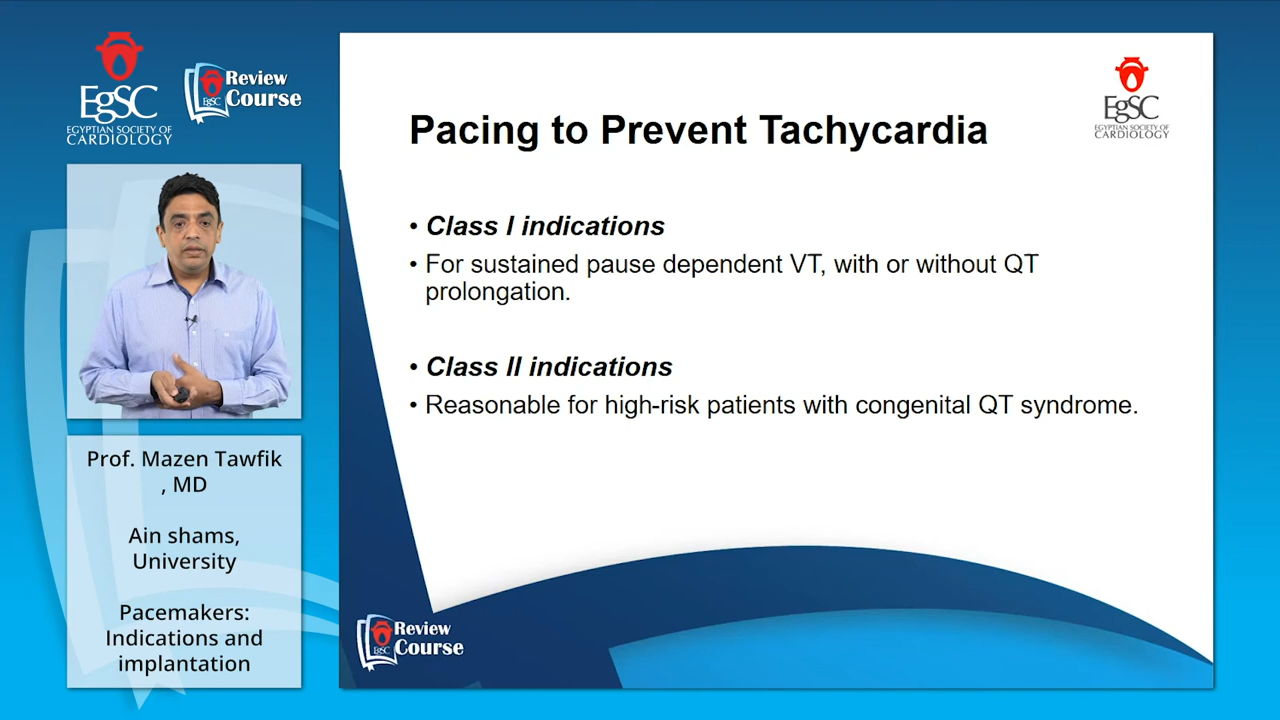 EgSC
EGYPTIAN SOCIETY OF
CARDIOLOGY
Review
Course
EgSC
Prof. Mazen Tawfik
, MD
Ain shams,
University
Pacemakers:
Indications and
implantation
EgSC
EGYPTIAN SOCIETY OF
CARDIOLOGY
Pacing to Prevent Tachycardia
• Class I indications
• For sustained pause dependent VT, with or without QT
prolongation.
• Class II indications
• Reasonable for high-risk patients with congenital QT syndrome.
Review
Course
EgSC